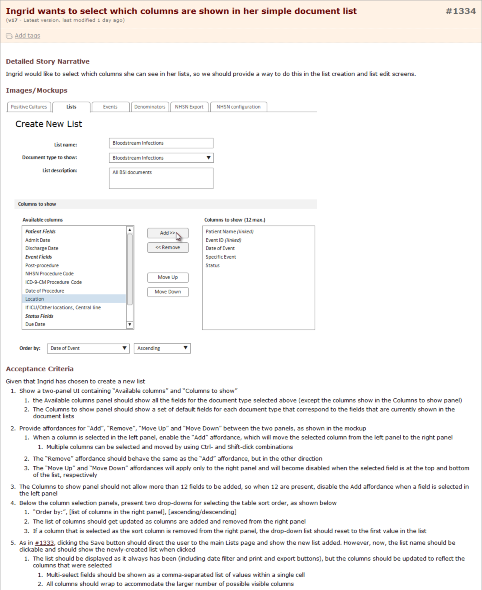 Ingrid wants to select which columns are shown in her simple document list
#1334
(v17 - Latest version, last modified 1 day ago)
Add tags
Detailed Story Narrative
Ingrid would like to select which columns she can see in her lists, so we should provide a way to do this in the list creation and list edit screens.
Images/Mockups
Positive Cultures
Lists
Events
Denominators
NHSN Export
NHSN configuration
Create New List
List name:
Bloodstream Infections
Document type to show:
Bloodstream Infections
List description:
All BSI documents
Columns to show
Available columns
Patient Fields
Admit Date
Discharge Date
Event Fields
Post-procedure
NHSN Procedure Code
ICD-9-CM Procedure Code
Date of Procedure
Location
If ICU/Other locations, Central line
Status Fields
Due Date
Add >>
<< Remove
Move Up
Move Down
Columns to show (12 max.)
Patient Name (linked)
Event ID (linked)
Date of Event
Specific Event
Status
Order by:
Date of Event
Ascending
Acceptance Criteria
Given that Ingrid has chosen to create a new list
1. Show a two-panel UI containing "Available columns" and "Columns to show"
1. the Available columns panel should show all the fields for the document type selected above (except the columns show in the Columns to show panel)
2. The Columns to show panel should show a set of default fields for each document type that correspond to the fields that are currently shown in the
document lists
2. Provide affordances for "Add", "Remove", "Move Up" and "Move Down" between the two panels, as shown in the mockup
1. When a column is selected in the left panel, enable the "Add" affordance, which will move the selected column from the left panel to the right panel
1. Multiple columns can be selected and moved by using Ctrl- and Shift-click combinations
2. The "Remove" affordance should behave the same as the "Add" affordance, but in the other direction
3. The "Move Up" and "Move Down" affordances will apply only to the right panel and will become disabled when the selected field is at the top and bottom
of the list, respectively
3. The Columns to show panel should not allow more than 12 fields to be added, so when 12 are present, disable the Add affordance when a field is selected in
the left panel
4. Below the column selection panels, present two drop-downs for selecting the table sort order, as shown below
1. "Order by:", [list of columns in the right panel], [ascending/descending]
2. The list of columns should get updated as columns are added and removed from the right panel
3. If a column that is selected as the sort column is removed from the right panel, the drop-down list should reset to the first value in the list
5. As in #1333, clicking the Save button should direct the user to the main Lists page and show the new list added. However, now, the list name should be
clickable and should show the newly-created list when clicked
1. The list should be displayed as it always has been (including date filter and print and export buttons), but the columns should be updated to reflect the
columns that were selected
1. Multi-select fields should be shown as a comma-separated list of values within a single cell
2. All columns should wrap to accommodate the larger number of possible visible columns